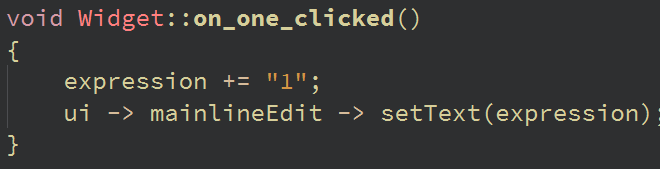 void Widget::on_one_clicked()
{
expression += "1";
ui -> mainlineEdit -> setText(expression);
}